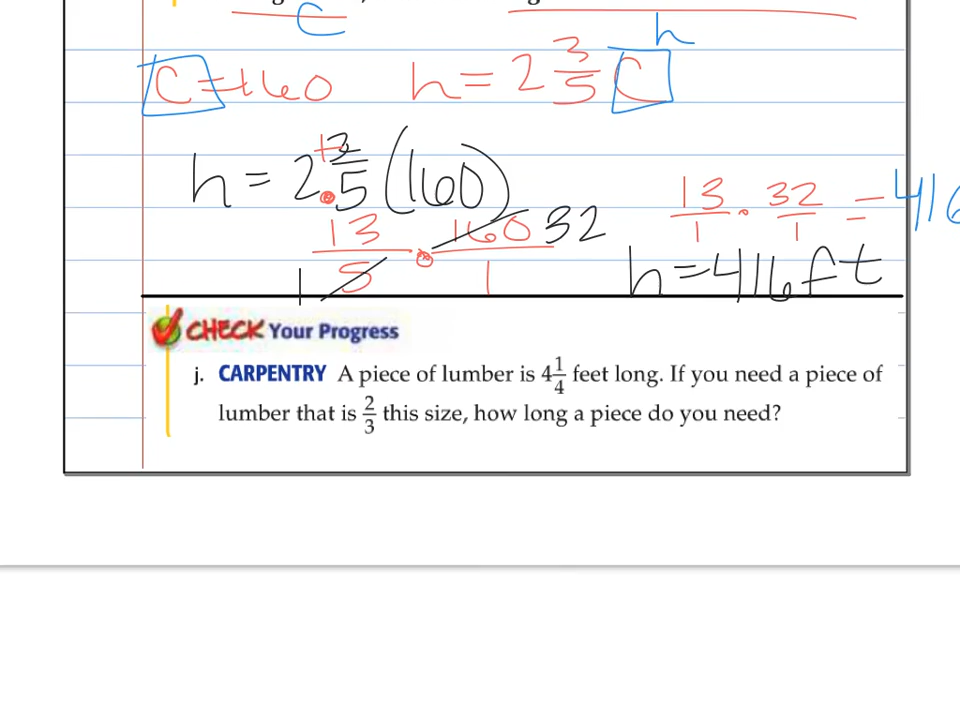 C
h
C = 160 h = 2 3/5 C
h = 2 3/5 (160)
13/1 · 32/1 = 416
13/5 · 160/1 32
1
h = 416 ft
CHECK Your Progress
j. CARPENTRY A piece of lumber is 4 1/4 feet long. If you need a piece of
lumber that is 2/3 this size, how long a piece do you need?